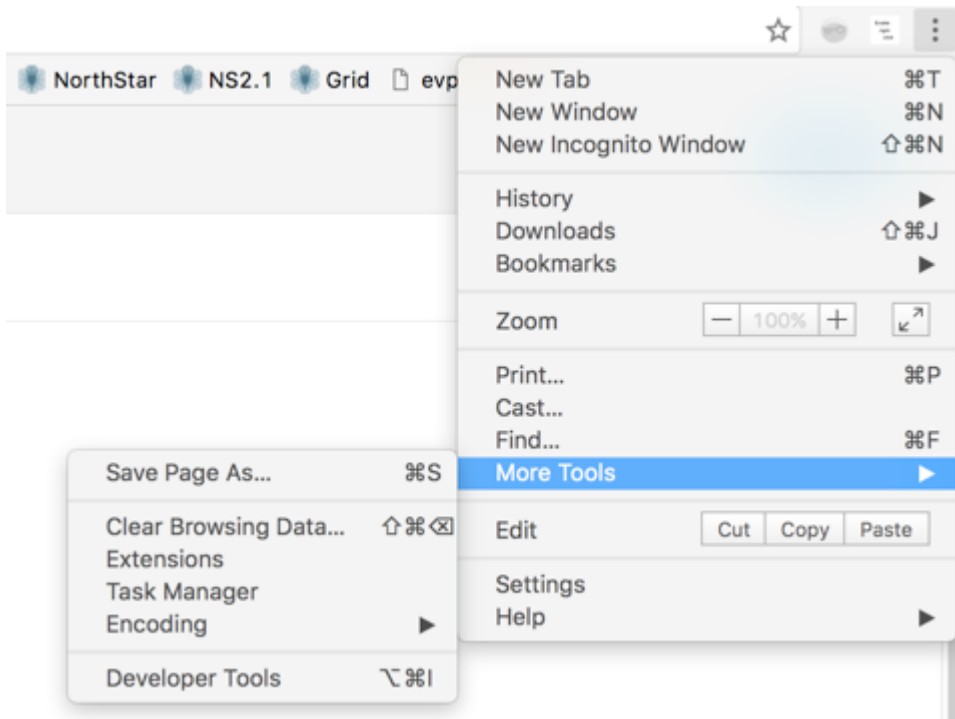 NorthStar NS2.1 Grid evp
New Tab ⌘T
New Window ⌘N
New Incognito Window ⇧⌘N
History ▶
Downloads ⇧⌘J
Bookmarks ▶
Zoom — 100% +
Print... ⌘P
Cast...
Find... ⌘F
More Tools ▶
Edit Cut Copy Paste
Settings
Help ▶
Save Page As... ⌘S
Clear Browsing Data... ⇧⌘⌫
Extensions
Task Manager
Encoding ▶
Developer Tools ⌥⌘I